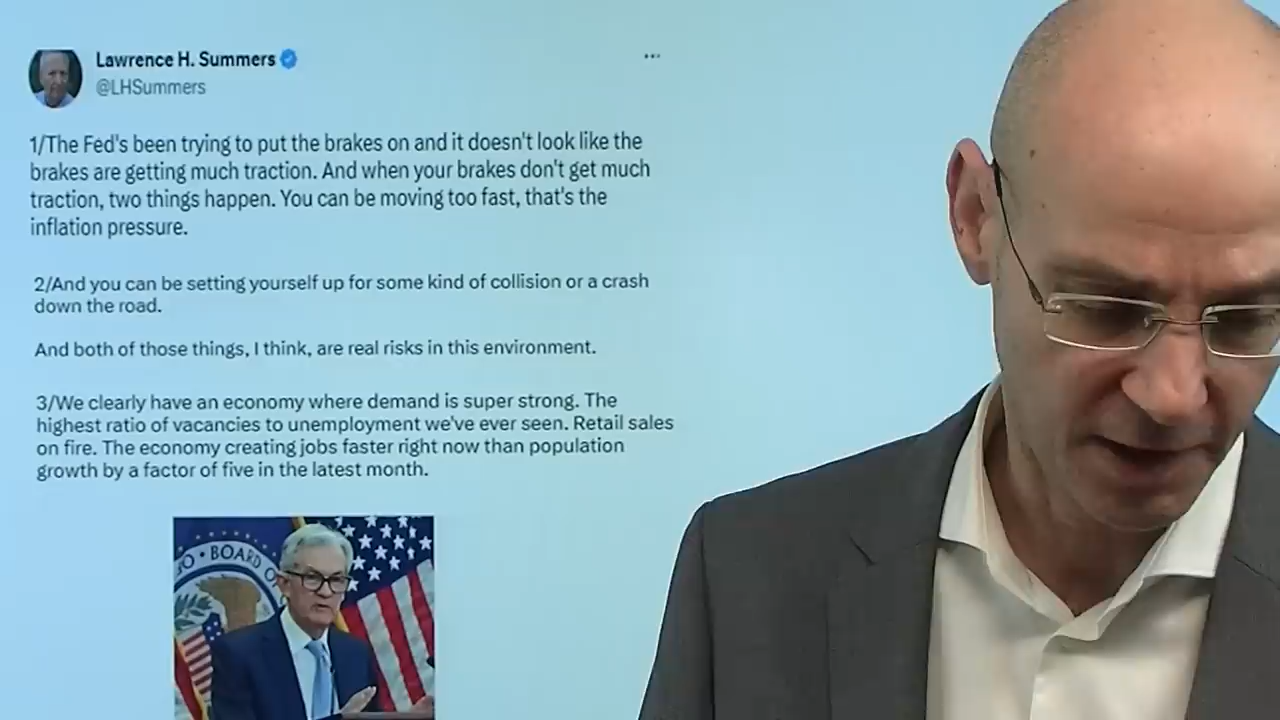 Lawrence H. Summers
@LHSummers
1/The Fed's been trying to put the brakes on and it doesn't look like the
brakes are getting much traction. And when your brakes don't get much
traction, two things happen. You can be moving too fast, that's the
inflation pressure.
2/And you can be setting yourself up for some kind of collision or a crash
down the road.
And both of those things, I think, are real risks in this environment.
3/We clearly have an economy where demand is super strong. The
highest ratio of vacancies to unemployment we've ever seen. Retail sales
on fire. The economy creating jobs faster right now than population
growth by a factor of five in the latest month.
BOARD O